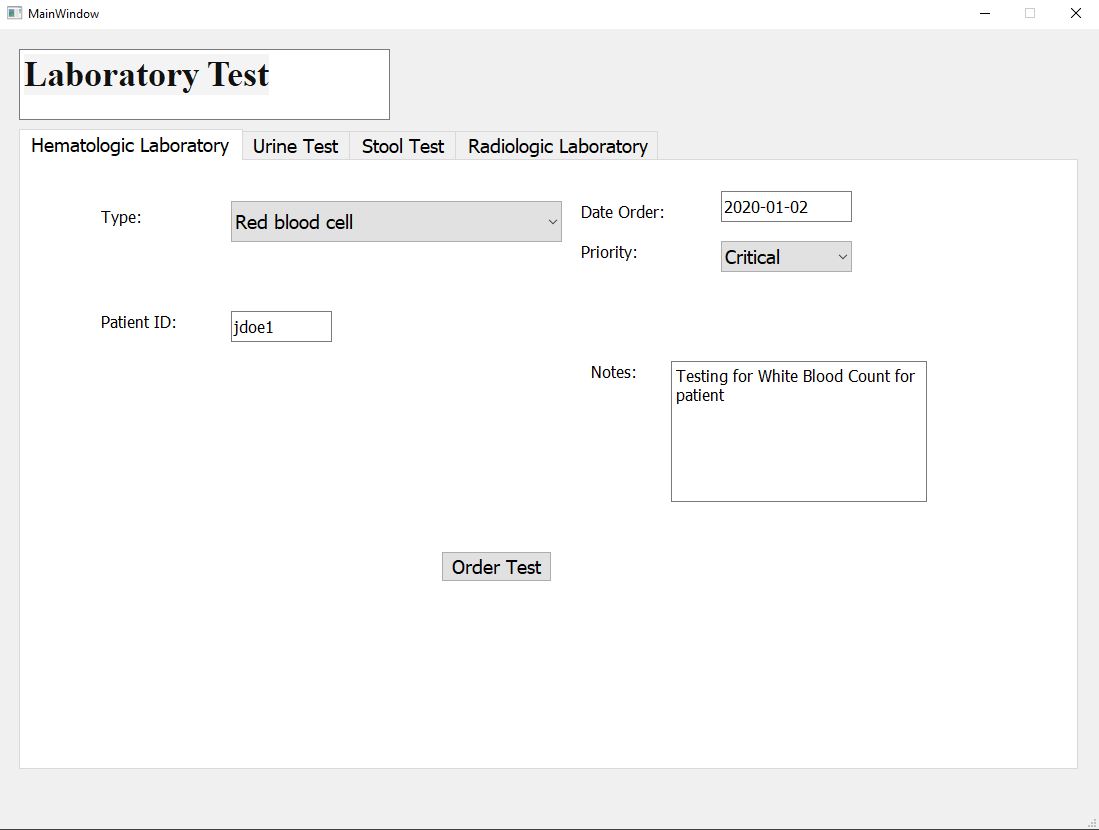 MainWindow
Laboratory Test
Hematologic Laboratory Urine Test Stool Test Radiologic Laboratory
Type: Red blood cell Date Order: 2020-01-02
Priority: Critical
Patient ID: jdoe1
Notes: Testing for White Blood Count for
patient
Order Test